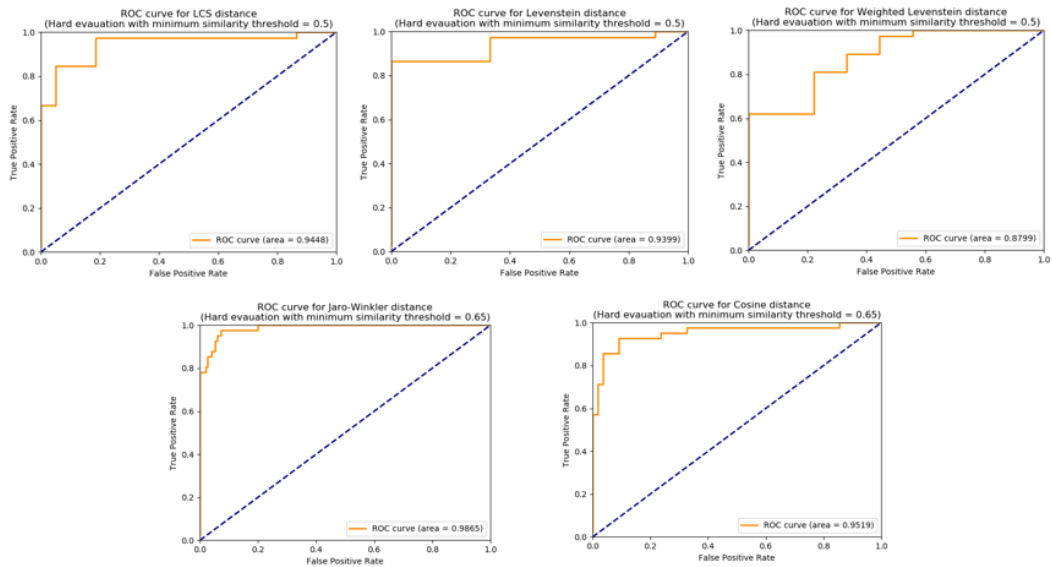 ROC curve for LCS distance
(Hard evauation with minimum similarity threshold = 0.5)
1.0
0.8
0.6
0.4
0.2
0.0
True Positive Rate
ROC curve (area = 0.9448)
0.0 0.2 0.4 0.6 0.8 1.0
False Positive Rate
ROC curve for Levenstein distance
(Hard evauation with minimum similarity threshold = 0.5)
1.0
0.8
0.6
0.4
0.2
0.0
True Positive Rate
ROC curve (area = 0.9399)
0.0 0.2 0.4 0.6 0.8 1.0
False Positive Rate
ROC curve for Weighted Levenstein distance
(Hard evauation with minimum similarity threshold = 0.5)
1.0
0.8
0.6
0.4
0.2
0.0
True Positive Rate
ROC curve (area = 0.8799)
0.0 0.2 0.4 0.6 0.8 1.0
False Positive Rate
ROC curve for Jaro-Winkler distance
(Hard evauation with minimum similarity threshold = 0.65)
1.0
0.8
0.6
0.4
0.2
0.0
True Positive Rate
ROC curve (area = 0.9865)
0.0 0.2 0.4 0.6 0.8 1.0
False Positive Rate
ROC curve for Cosine distance
(Hard evauation with minimum similarity threshold = 0.65)
1.0
0.8
0.6
0.4
0.2
0.0
True Positive Rate
ROC curve (area = 0.9519)
0.0 0.2 0.4 0.6 0.8 1.0
False Positive Rate